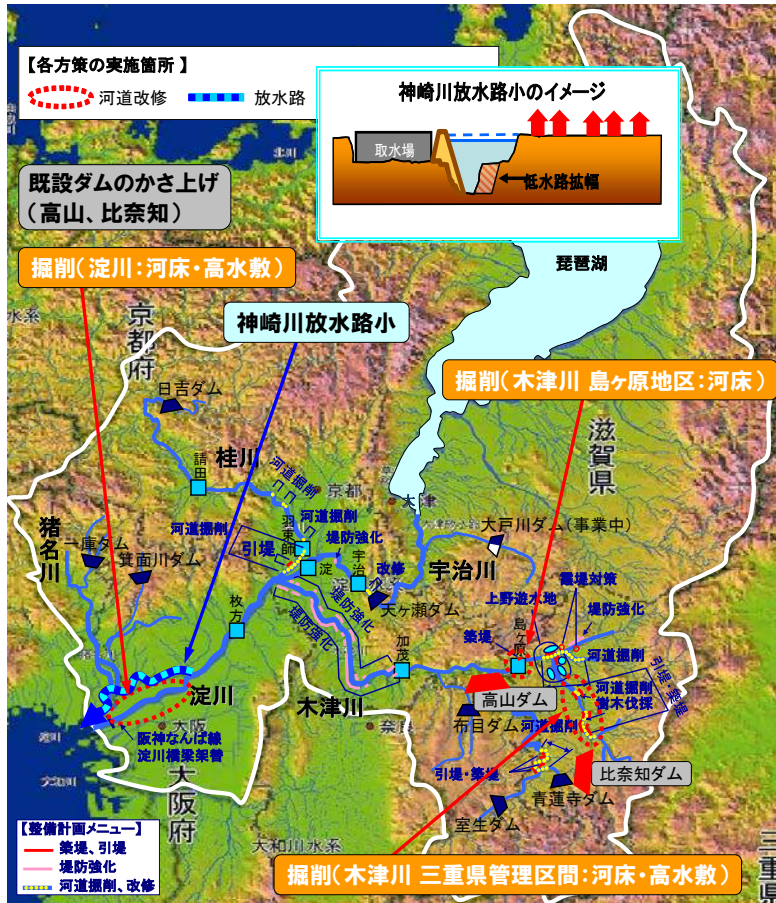 【各方策の実施箇所】
河道改修
放水路
神崎川放水路小のイメージ
取水場
低水路拡幅
既設ダムのかさ上げ
(高山、比奈知)
掘削(淀川:河床・高水敷)
琵琶湖
水系
京都府
神崎川放水路小
掘削(木津川 島ヶ原地区:河床)
日吉ダム
滋賀県
桂川
請田
河道掘削
京都
大津
猪名川
一庫ダム
箕面川ダム
河道掘削
羽束師
河道掘削
堤防強化
引堤
淀
宇治
改修
大戸川ダム(事業中)
宇治川
天ヶ瀬ダム
霞堤対策
上野遊水地
堤防強化
枚方
堤防強化
堤防強化
加茂
築堤
島ヶ原
河道掘削
引堤・築堤
淀川
木津川
高山ダム
河道掘削
樹木伐採
奈良
布目ダム
河道掘削
大阪
阪神なんば線
淀川橋梁架替
大阪府
引堤・築堤
比奈知ダム
青蓮寺ダム
室生ダム
大和川水系
三重県
【整備計画メニュー】
築堤、引堤
堤防強化
河道掘削、改修
掘削(木津川 三重県管理区間:河床・高水敷)